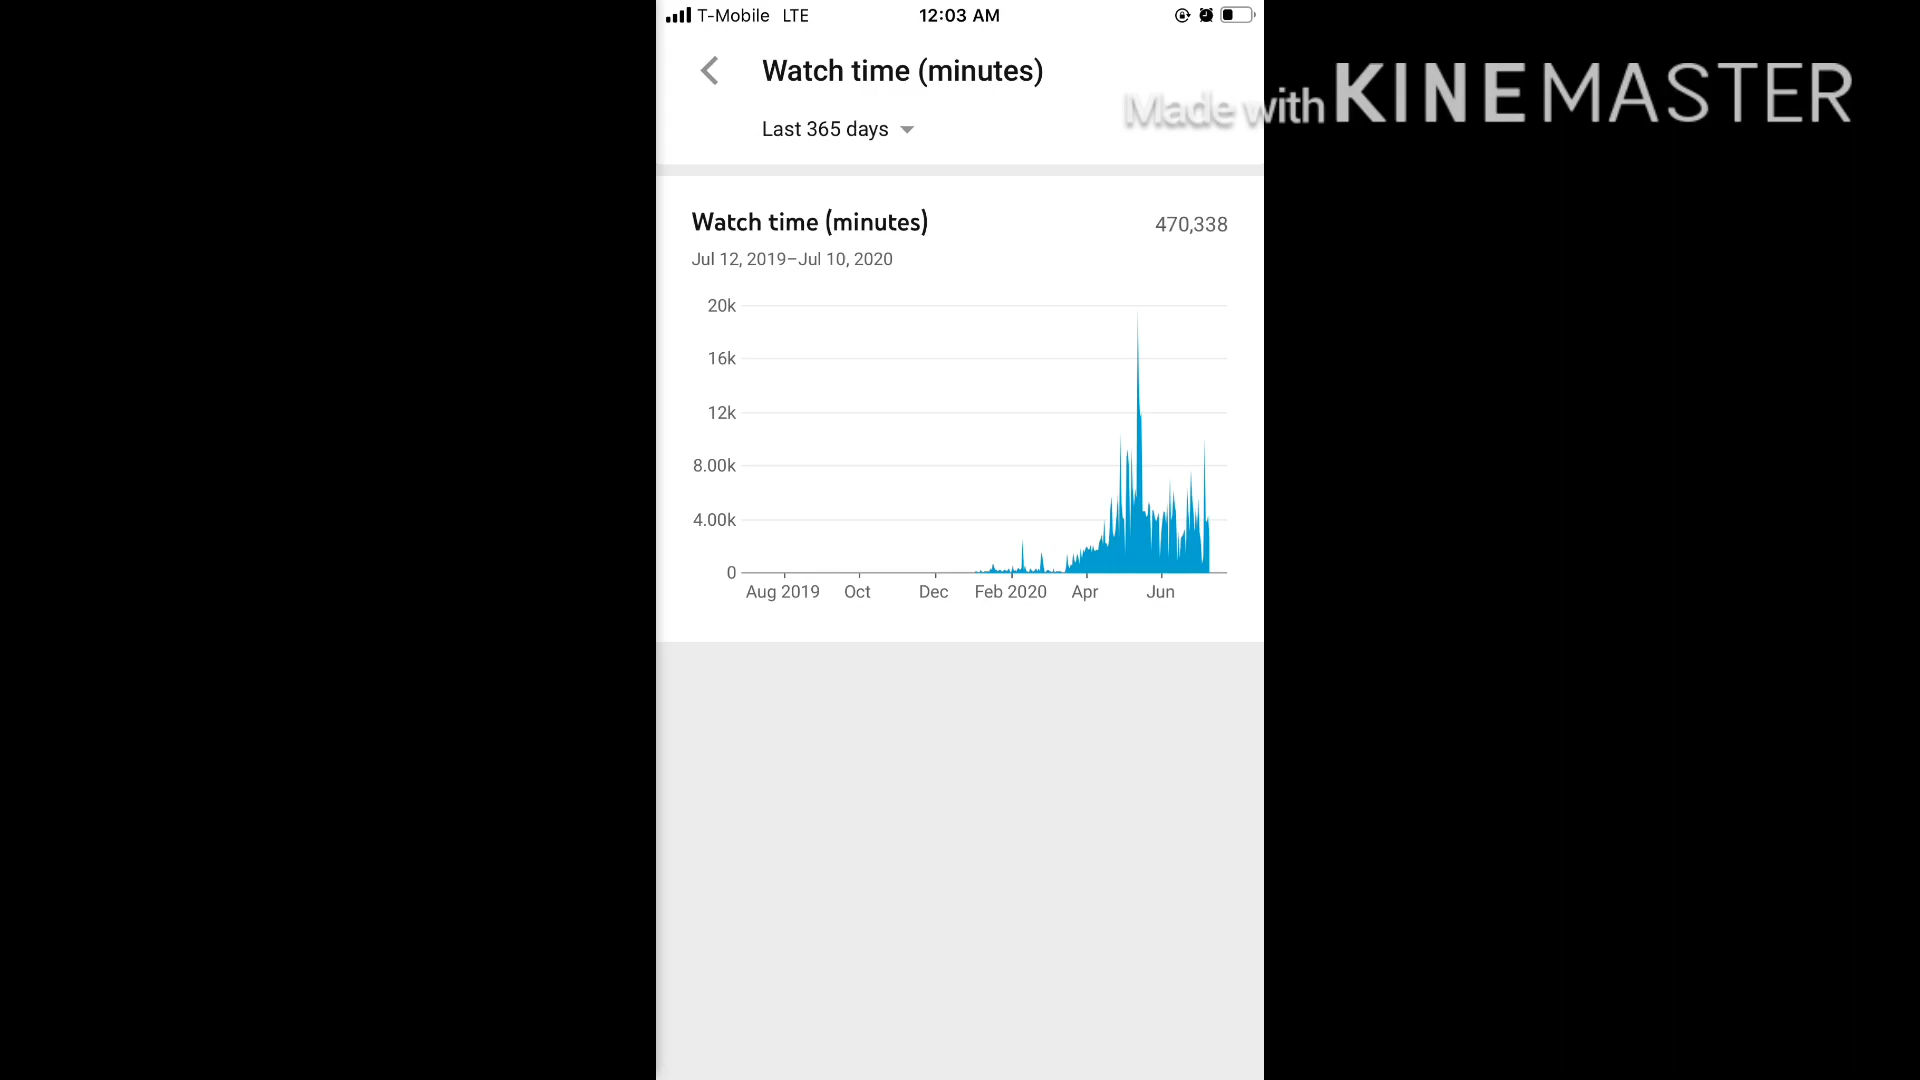 T-Mobile LTE 12:03 AM
Watch time (minutes)
Made with KINEMASTER
Last 365 days
Watch time (minutes) 470,338
Jul 12, 2019–Jul 10, 2020
20k
16k
12k
8.00k
4.00k
0
Aug 2019 Oct Dec Feb 2020 Apr Jun